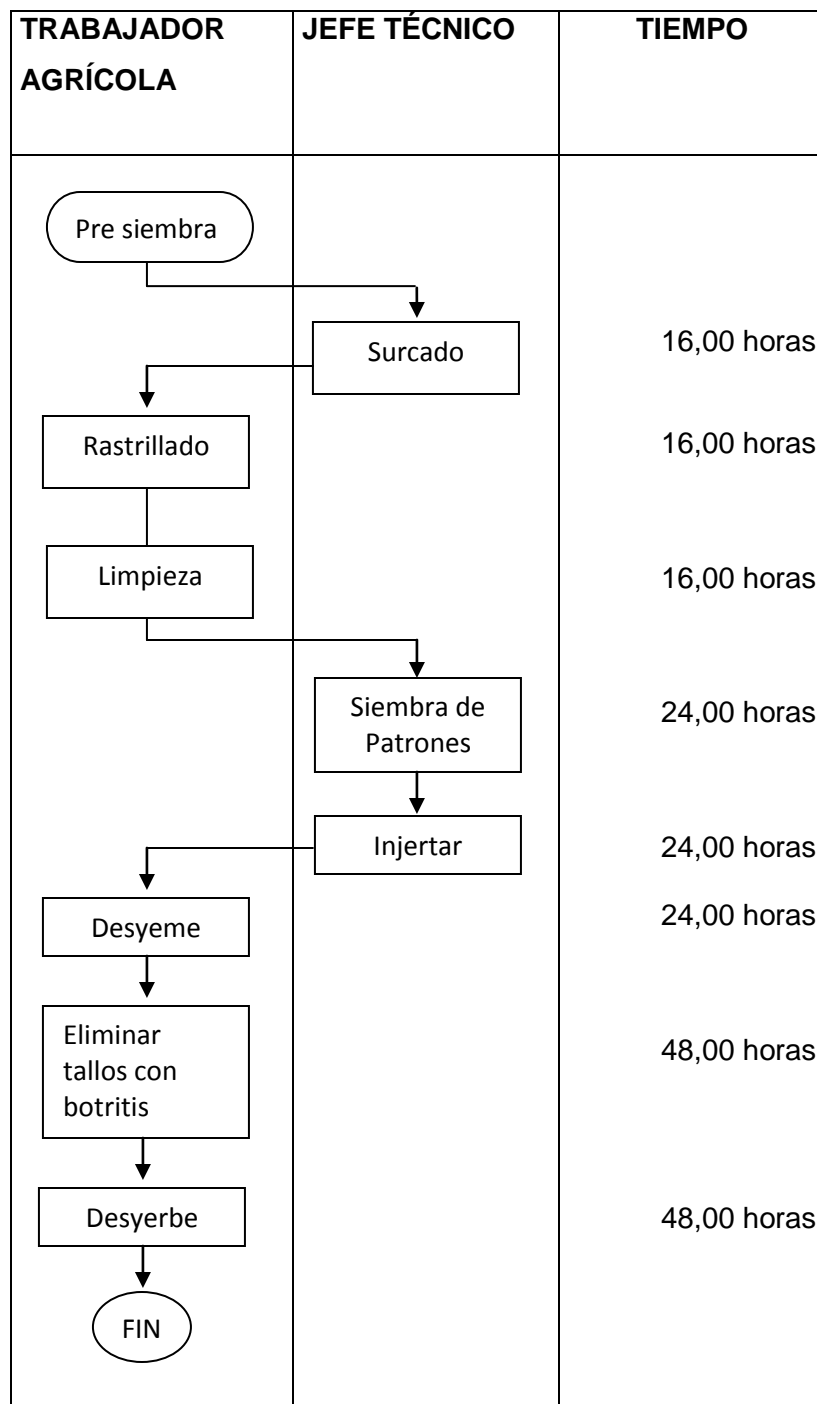 TRABAJADOR
AGRÍCOLA
JEFE TÉCNICO
TIEMPO
Pre siembra
Surcado
16,00 horas
Rastrillado
16,00 horas
Limpieza
16,00 horas
Siembra de
Patrones
24,00 horas
Injertar
24,00 horas
Desyeme
24,00 horas
Eliminar
tallos con
botritis
48,00 horas
Desyerbe
48,00 horas
FIN